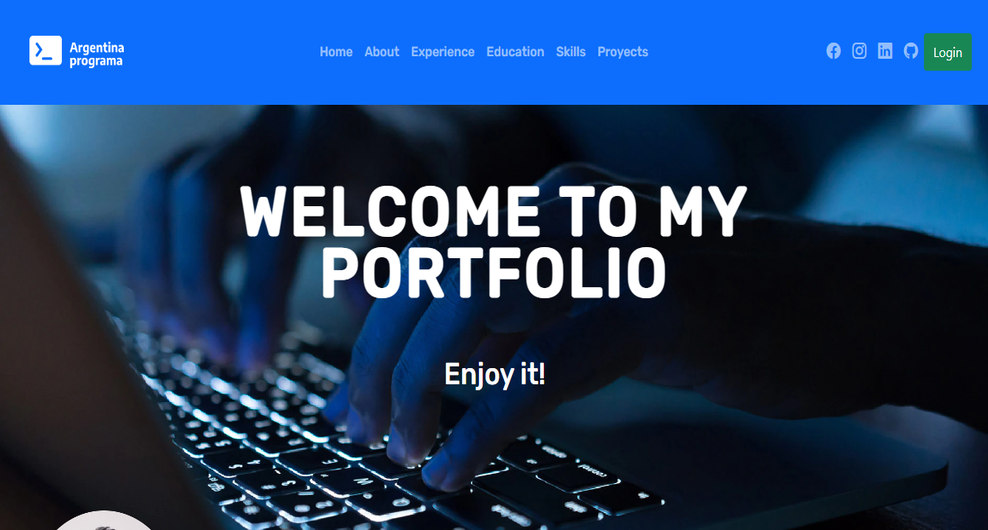 Argentina
programa
Home About Experience Education Skills Proyects
Login
WELCOME TO MY
PORTFOLIO
Enjoy it!